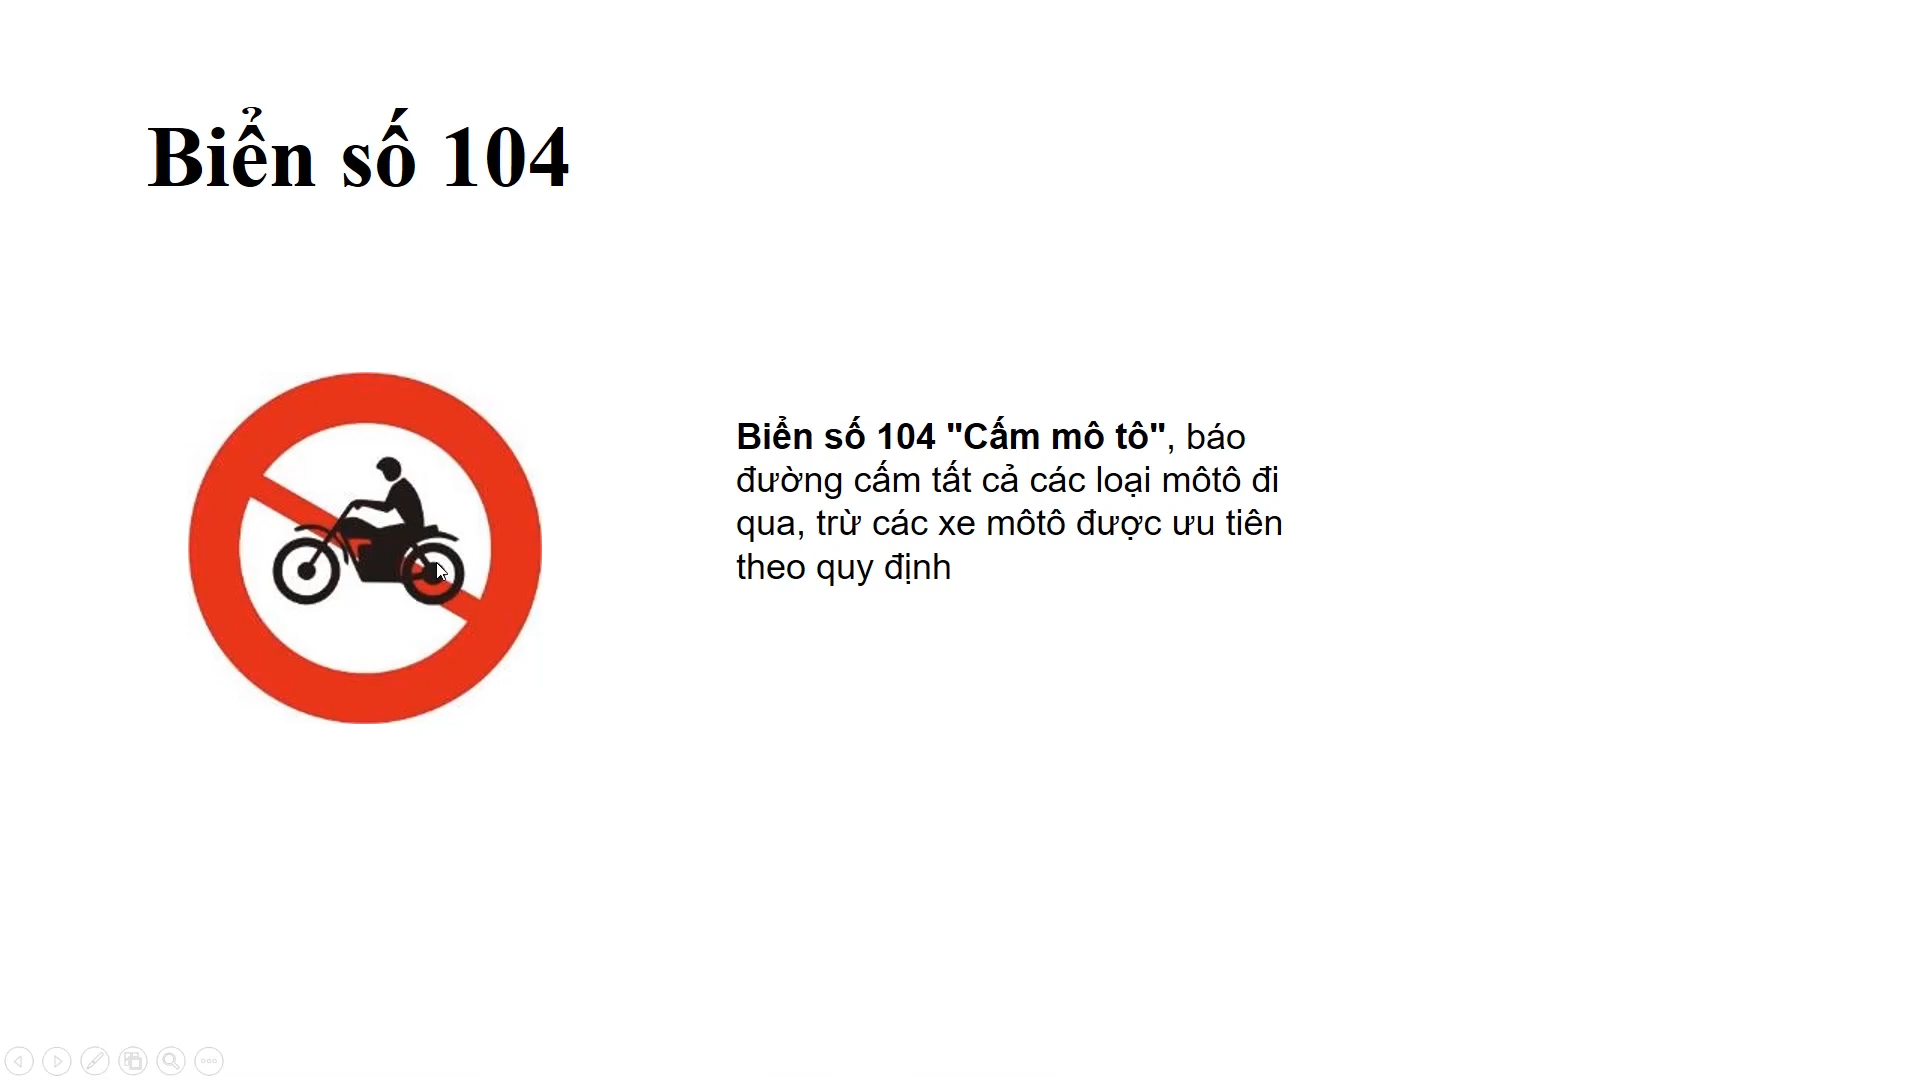 Biển số 104
Biển số 104 "Cấm mô tô", báo
đường cấm tất cả các loại môtô đi
qua, trừ các xe môtô được ưu tiên
theo quy định